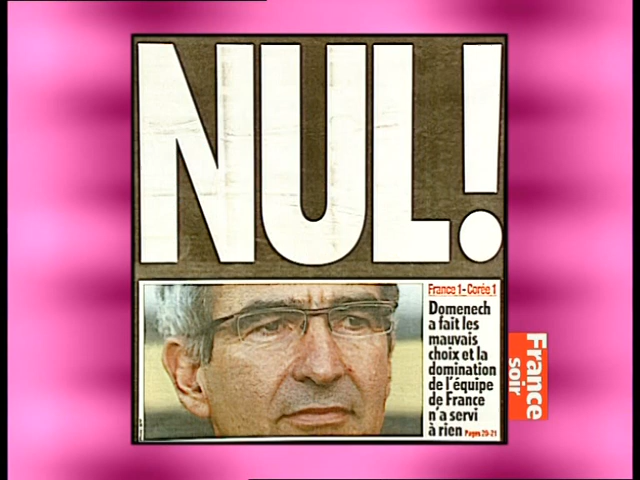 NUL!
France 1 - Corée 1
Domenech
a fait les
mauvais
choix et la
domination
de l'équipe
de France
n'a servi
à rien Pages 20-21
France
soir